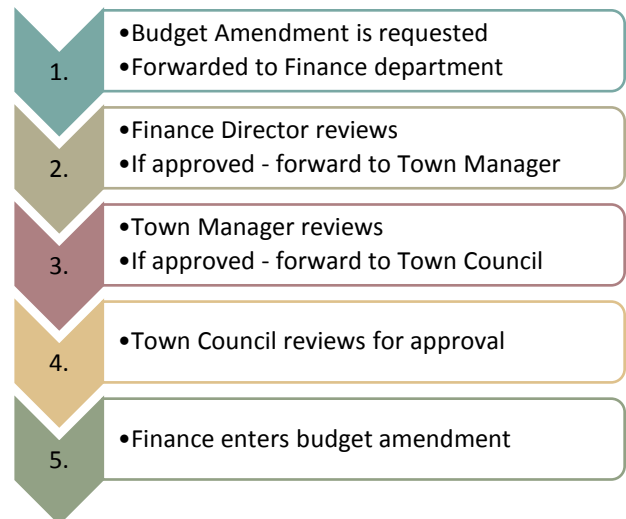 1.
•Budget Amendment is requested
•Forwarded to Finance department
2.
•Finance Director reviews
•If approved - forward to Town Manager
3.
•Town Manager reviews
•If approved - forward to Town Council
4.
•Town Council reviews for approval
5.
•Finance enters budget amendment